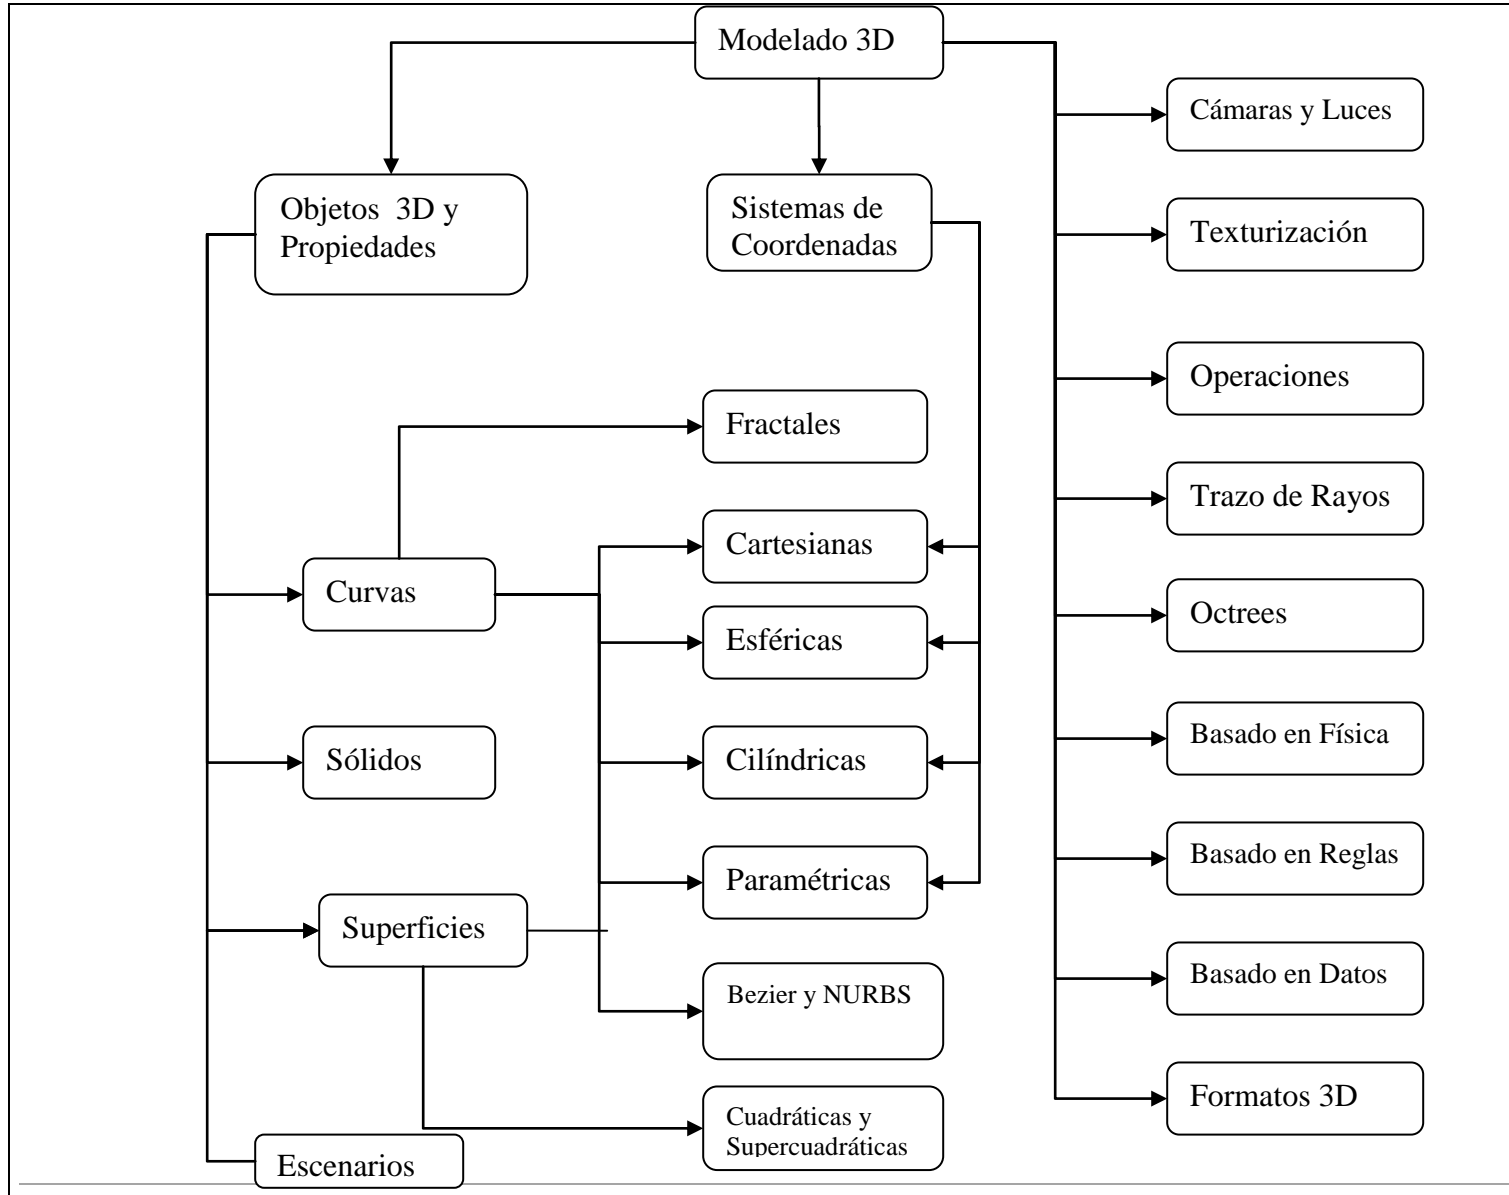 Modelado 3D
Objetos 3D y
Propiedades
Sistemas de
Coordenadas
Fractales
Cartesianas
Curvas
Esféricas
Sólidos
Cilíndricas
Paramétricas
Superficies
Bezier y NURBS
Cuadráticas y
Supercuadráticas
Escenarios
Cámaras y Luces
Texturización
Operaciones
Trazo de Rayos
Octrees
Basado en Física
Basado en Reglas
Basado en Datos
Formatos 3D